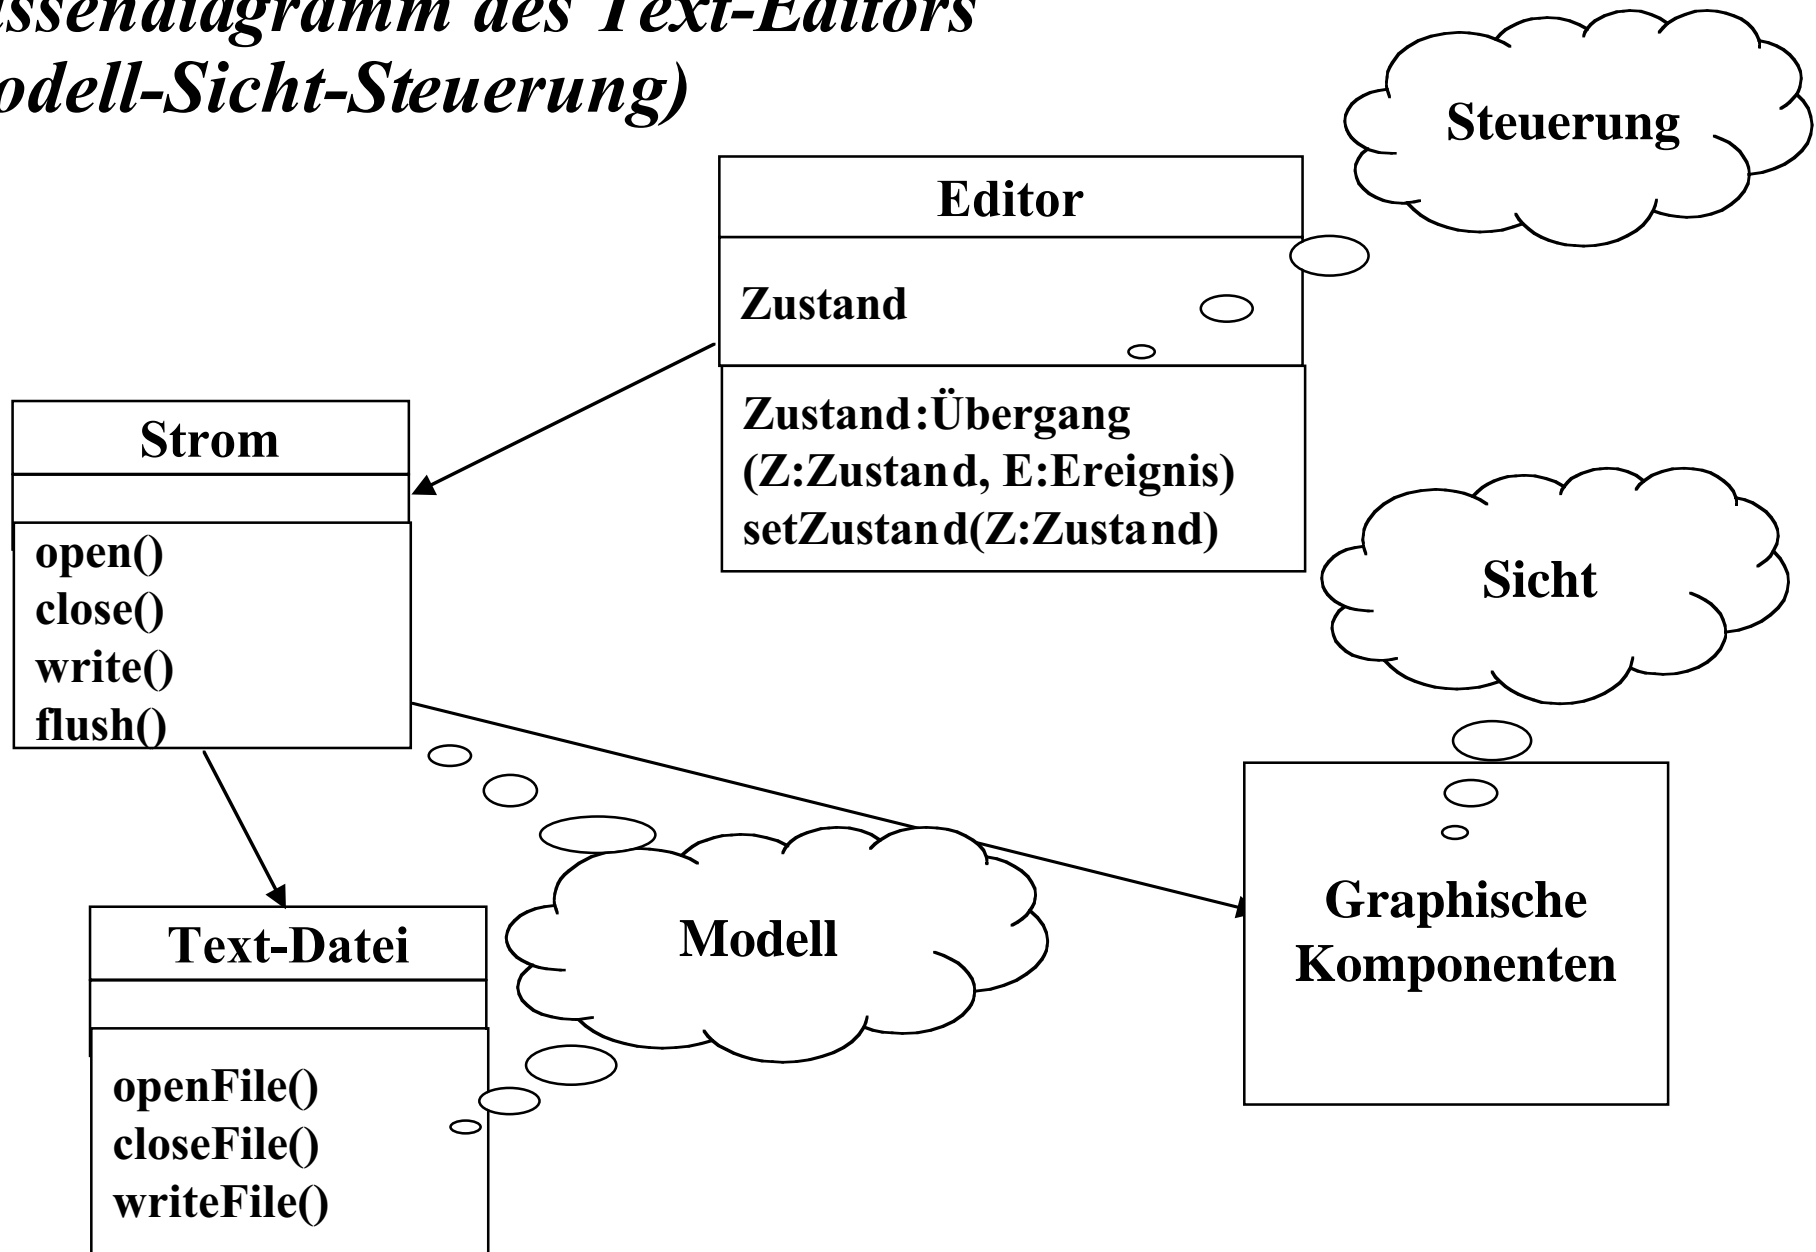 ssendiagramm des Text-Editors
odell-Sicht-Steuerung)
Steuerung
Editor
Zustand
Zustand:Übergang
(Z:Zustand, E:Ereignis)
setZustand(Z:Zustand)
Strom
open()
close()
write()
flush()
Sicht
Graphische
Komponenten
Modell
Text-Datei
openFile()
closeFile()
writeFile()